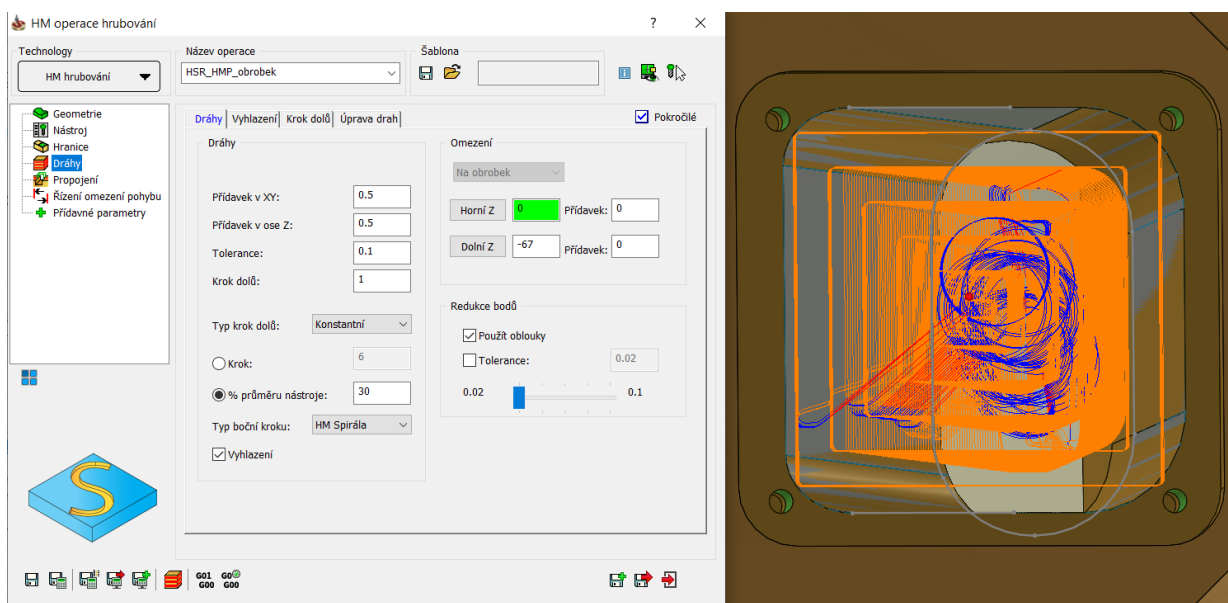 HM operace hrubování
?
Technology
HM hrubování
Název operace
HSR_HMP_obrobek
Šablona
Geometrie
Nástroj
Hranice
Dráhy
Propojení
Řízení omezení pohybu
Přídavné parametry
Dráhy Vyhlazení Krok dolů Úprava drah
Pokročilé
Dráhy
Přídavek v XY: 0.5
Přídavek v ose Z: 0.5
Tolerance: 0.1
Krok dolů: 1
Typ krok dolů: Konstantní
Krok: 6
% průměru nástroje: 30
Typ boční kroku: HM Spirála
Vyhlazení
Omezení
Na obrobek
Horní Z 0 Přídavek: 0
Dolní Z -67 Přídavek: 0
Redukce bodů
Použít oblouky
Tolerance: 0.02
0.02 0.1
S
G01 G0
G00 G00